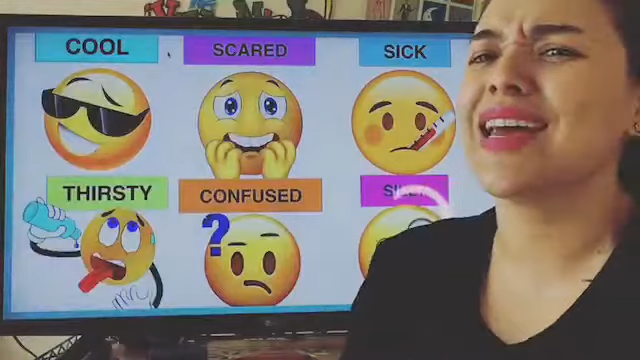 COOL
SCARED
SICK
THIRSTY
CONFUSED
?